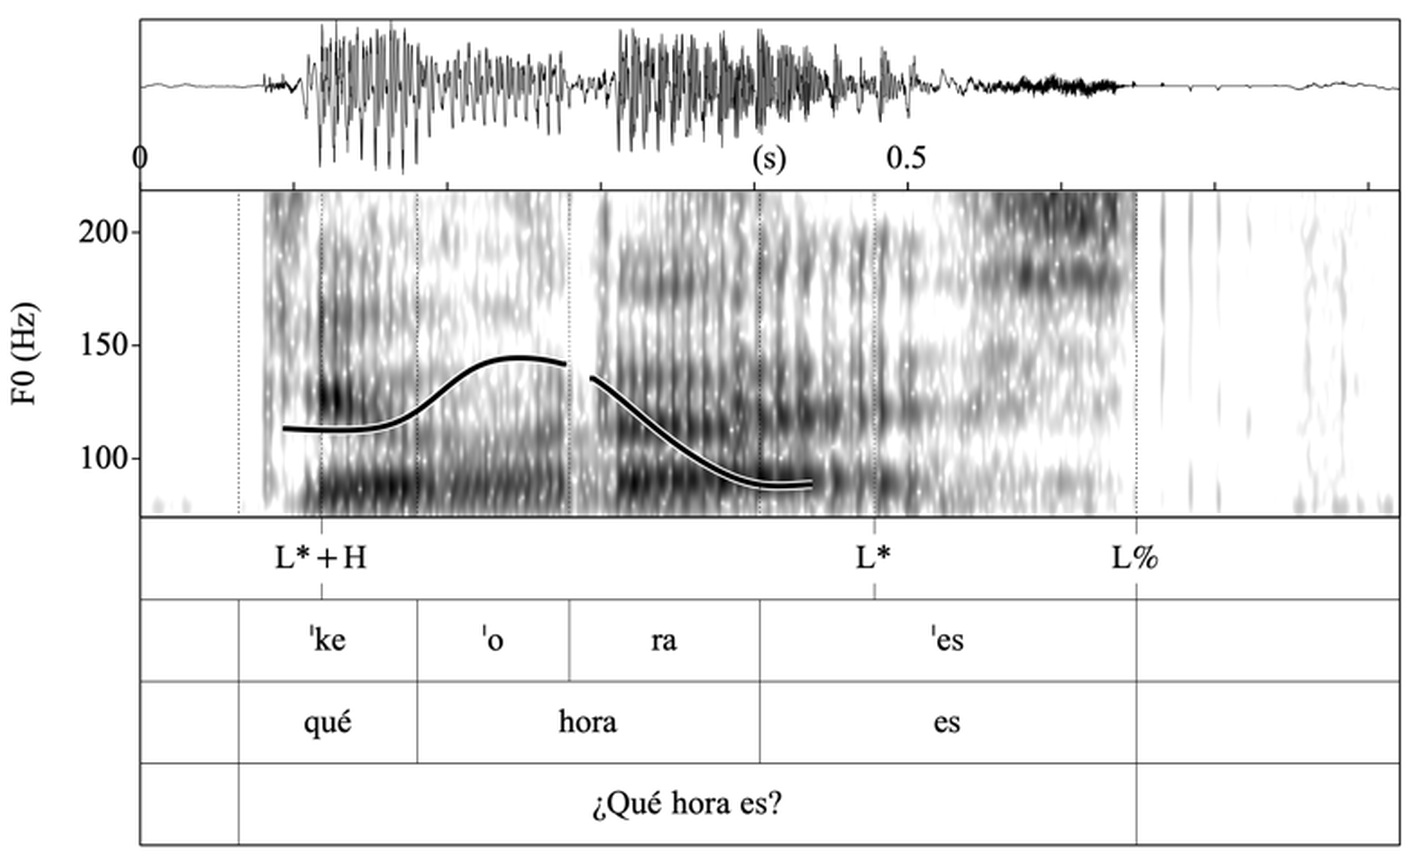 0 (s) 0.5
200
150
100
F0 (Hz)
L*+H L* L%
ˈke ˈo ra ˈes
qué hora es
¿Qué hora es?